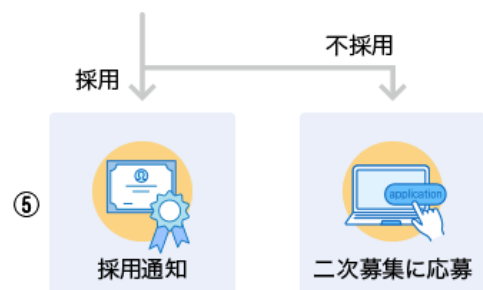 不採用
採用
⑤
application
採用通知
二次募集に応募